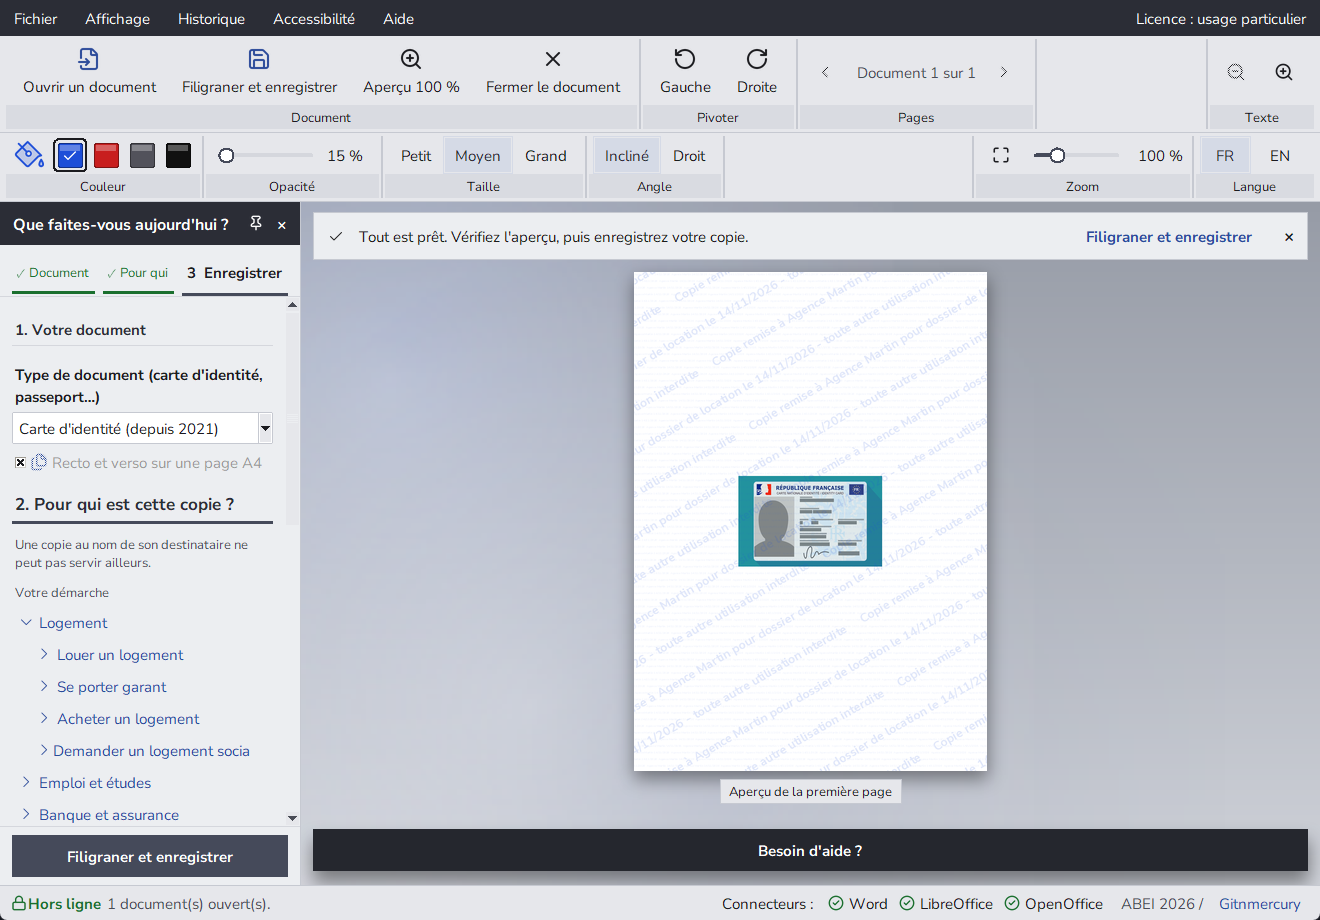 Fichier Affichage Historique Accessibilité Aide Licence : usage particulier
Ouvrir un document Filigraner et enregistrer Aperçu 100 % Fermer le document Gauche Droite Document 1 sur 1
Document Pivoter Pages Texte
15 % Petit Moyen Grand Incliné Droit 100 % FR EN
Couleur Opacité Taille Angle Zoom Langue
Que faites-vous aujourd'hui ?
Document Pour qui 3 Enregistrer
1. Votre document
Type de document (carte d'identité,
passeport...)
Carte d'identité (depuis 2021)
Recto et verso sur une page A4
2. Pour qui est cette copie ?
Une copie au nom de son destinataire ne
peut pas servir ailleurs.
Votre démarche
Logement
Louer un logement
Se porter garant
Acheter un logement
Demander un logement socia
Emploi et études
Banque et assurance
Filigraner et enregistrer
Tout est prêt. Vérifiez l'aperçu, puis enregistrez votre copie. Filigraner et enregistrer
Copie remise à Agence Martin pour dossier de location le 14/11/2026 - toute autre utilisation interdite
RÉPUBLIQUE FRANÇAISE
Aperçu de la première page
Besoin d'aide ?
Hors ligne 1 document(s) ouvert(s). Connecteurs : Word LibreOffice OpenOffice ABEI 2026 / Gitnmercury